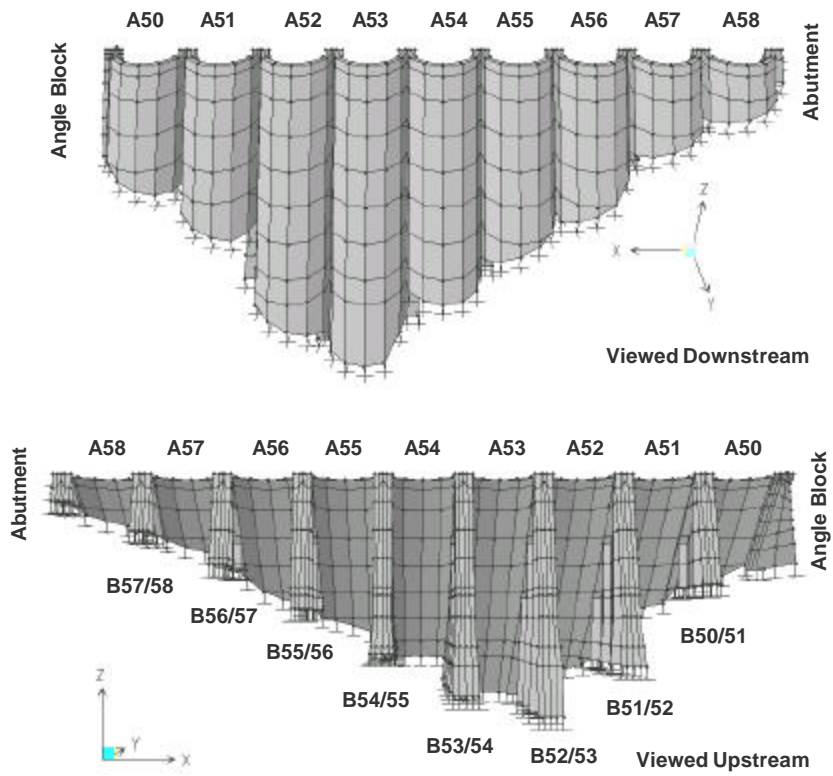 A50 A51 A52 A53 A54 A55 A56 A57 A58
Angle Block
Abutment
Z
X
Y
Viewed Downstream
A58 A57 A56 A55 A54 A53 A52 A51 A50
Abutment
Angle Block
B57/58
B56/57
B50/51
B55/56
B54/55
B51/52
B53/54
B52/53
Z
Y
X
Viewed Upstream